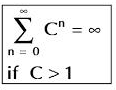 ∞
∑ Cⁿ = ∞
n = 0
if C > 1